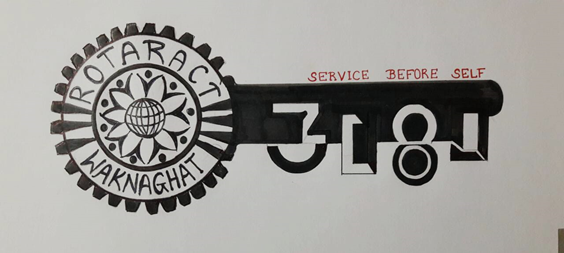 ROTARACT
WAKNAGHAT
SERVICE BEFORE SELF